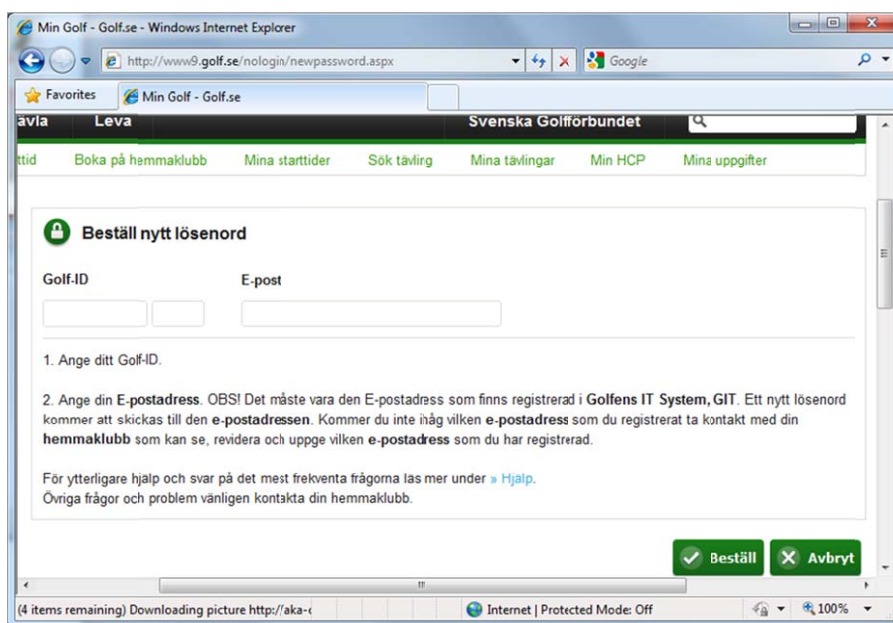 Min Golf - Golf.se - Windows Internet Explorer
http://www9.golf.se/nologin/newpassword.aspx
Google
Favorites
Min Golf - Golf.se
ävla Leva Svenska Golfförbundet
ttid Boka på hemmaklubb Mina starttider Sök tävling Mina tävlingar Min HCP Mina uppgifter
Beställ nytt lösenord
Golf-ID E-post
1. Ange ditt Golf-ID.
2. Ange din E-postadress. OBS! Det måste vara den E-postadress som finns registrerad i Golfens IT System, GIT. Ett nytt lösenord
kommer att skickas till den e-postadressen. Kommer du inte ihåg vilken e-postadress som du registrerat ta kontakt med din
hemmaklubb som kan se, revidera och uppge vilken e-postadress som du har registrerad.
För ytterligare hjälp och svar på det mest frekventa frågorna läs mer under » Hjälp.
Övriga frågor och problem vänligen kontakta din hemmaklubb.
Beställ Avbryt
(4 items remaining) Downloading picture http://aka-
Internet | Protected Mode: Off
100%